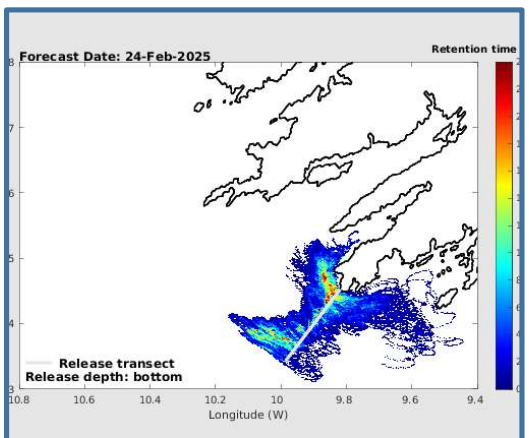 Forecast Date: 24-Feb-2025
Retention time
8
7
6
5
4
3
Release transect
Release depth: bottom
10.8 10.6 10.4 10.2 10 9.8 9.6 9.4
Longitude (W)